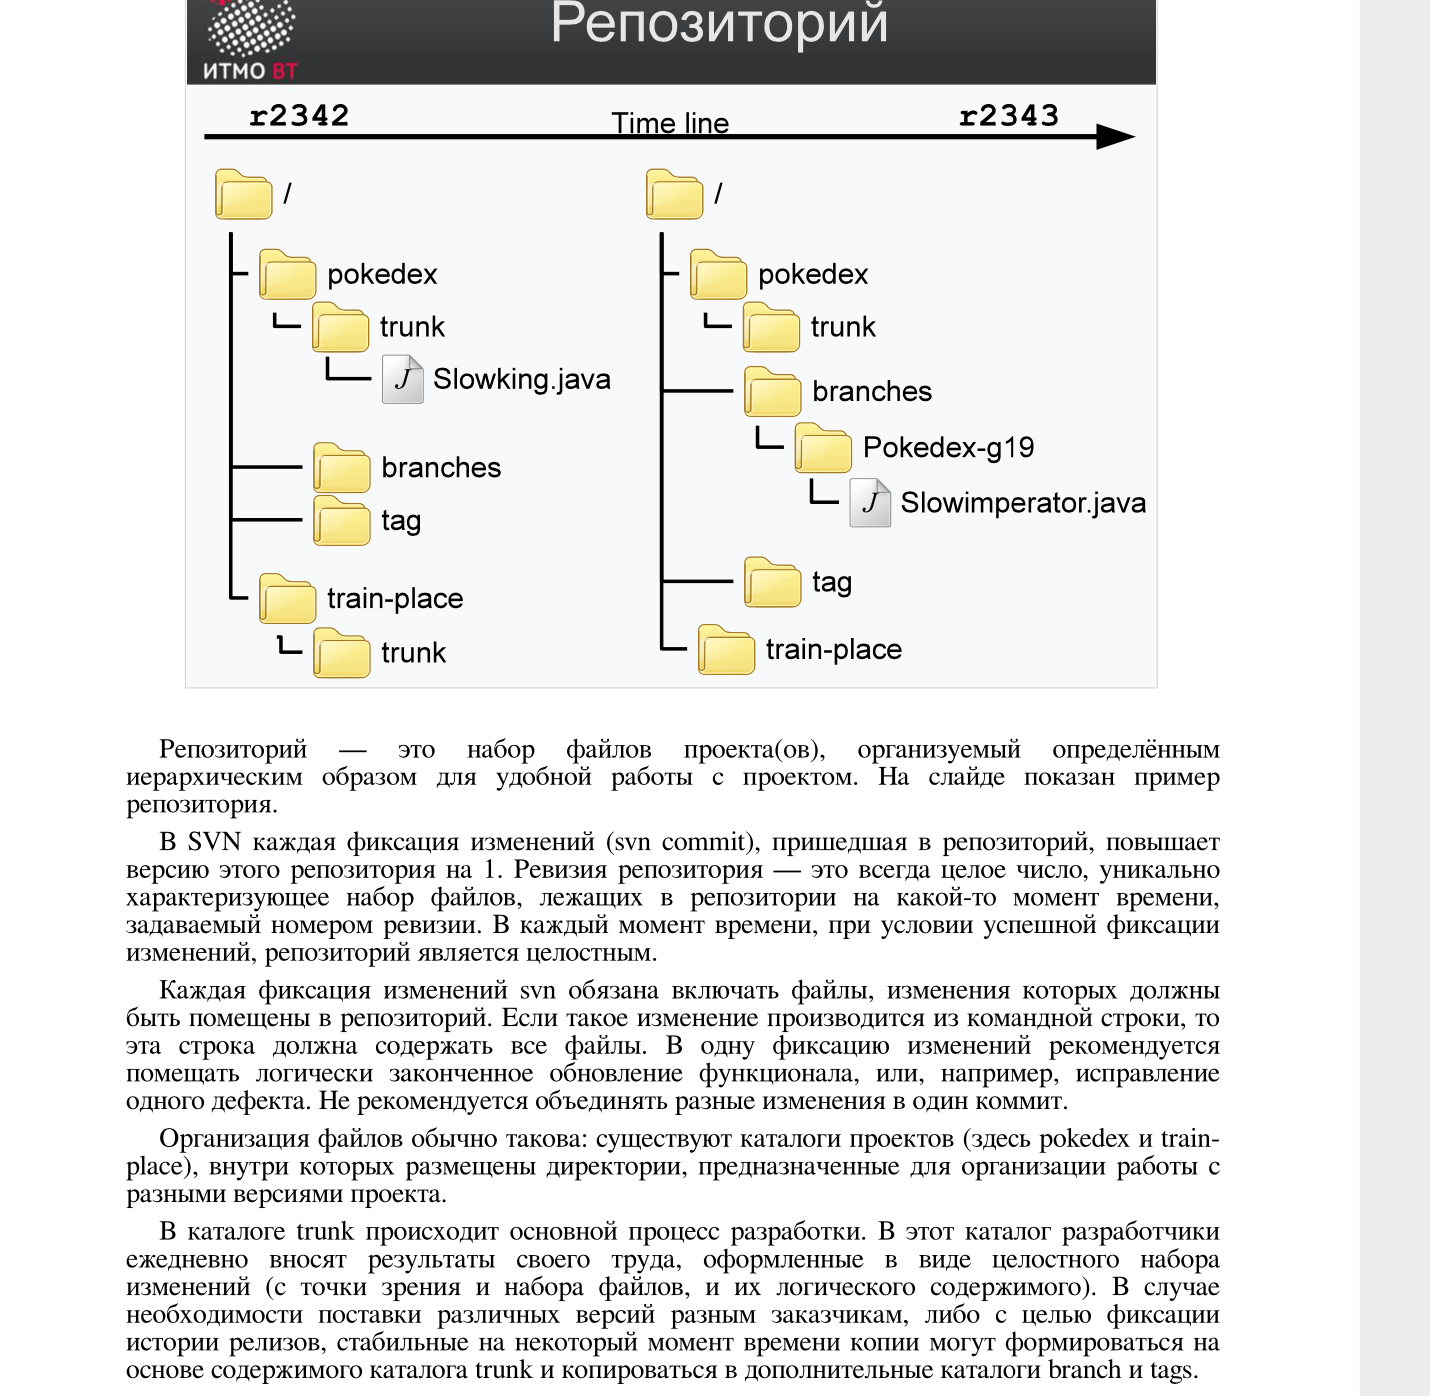 Репозиторий
ИТМО ВТ
r2342
Time line
r2343
/
pokedex
trunk
J
Slowking.java
branches
tag
train-place
trunk
/
pokedex
trunk
branches
Pokedex-g19
J
Slowimperator.java
tag
train-place
Репозиторий — это набор файлов проекта(ов), организуемый определённым
иерархическим образом для удобной работы с проектом. На слайде показан пример
репозитория.
В SVN каждая фиксация изменений (svn commit), пришедшая в репозиторий, повышает
версию этого репозитория на 1. Ревизия репозитория — это всегда целое число, уникально
характеризующее набор файлов, лежащих в репозитории на какой-то момент времени,
задаваемый номером ревизии. В каждый момент времени, при условии успешной фиксации
изменений, репозиторий является целостным.
Каждая фиксация изменений svn обязана включать файлы, изменения которых должны
быть помещены в репозиторий. Если такое изменение производится из командной строки, то
эта строка должна содержать все файлы. В одну фиксацию изменений рекомендуется
помещать логически законченное обновление функционала, или, например, исправление
одного дефекта. Не рекомендуется объединять разные изменения в один коммит.
Организация файлов обычно такова: существуют каталоги проектов (здесь pokedex и train-
place), внутри которых размещены директории, предназначенные для организации работы с
разными версиями проекта.
В каталоге trunk происходит основной процесс разработки. В этот каталог разработчики
ежедневно вносят результаты своего труда, оформленные в виде целостного набора
изменений (с точки зрения и набора файлов, и их логического содержимого). В случае
необходимости поставки различных версий разным заказчикам, либо с целью фиксации
истории релизов, стабильные на некоторый момент времени копии могут формироваться на
основе содержимого каталога trunk и копироваться в дополнительные каталоги branch и tags.